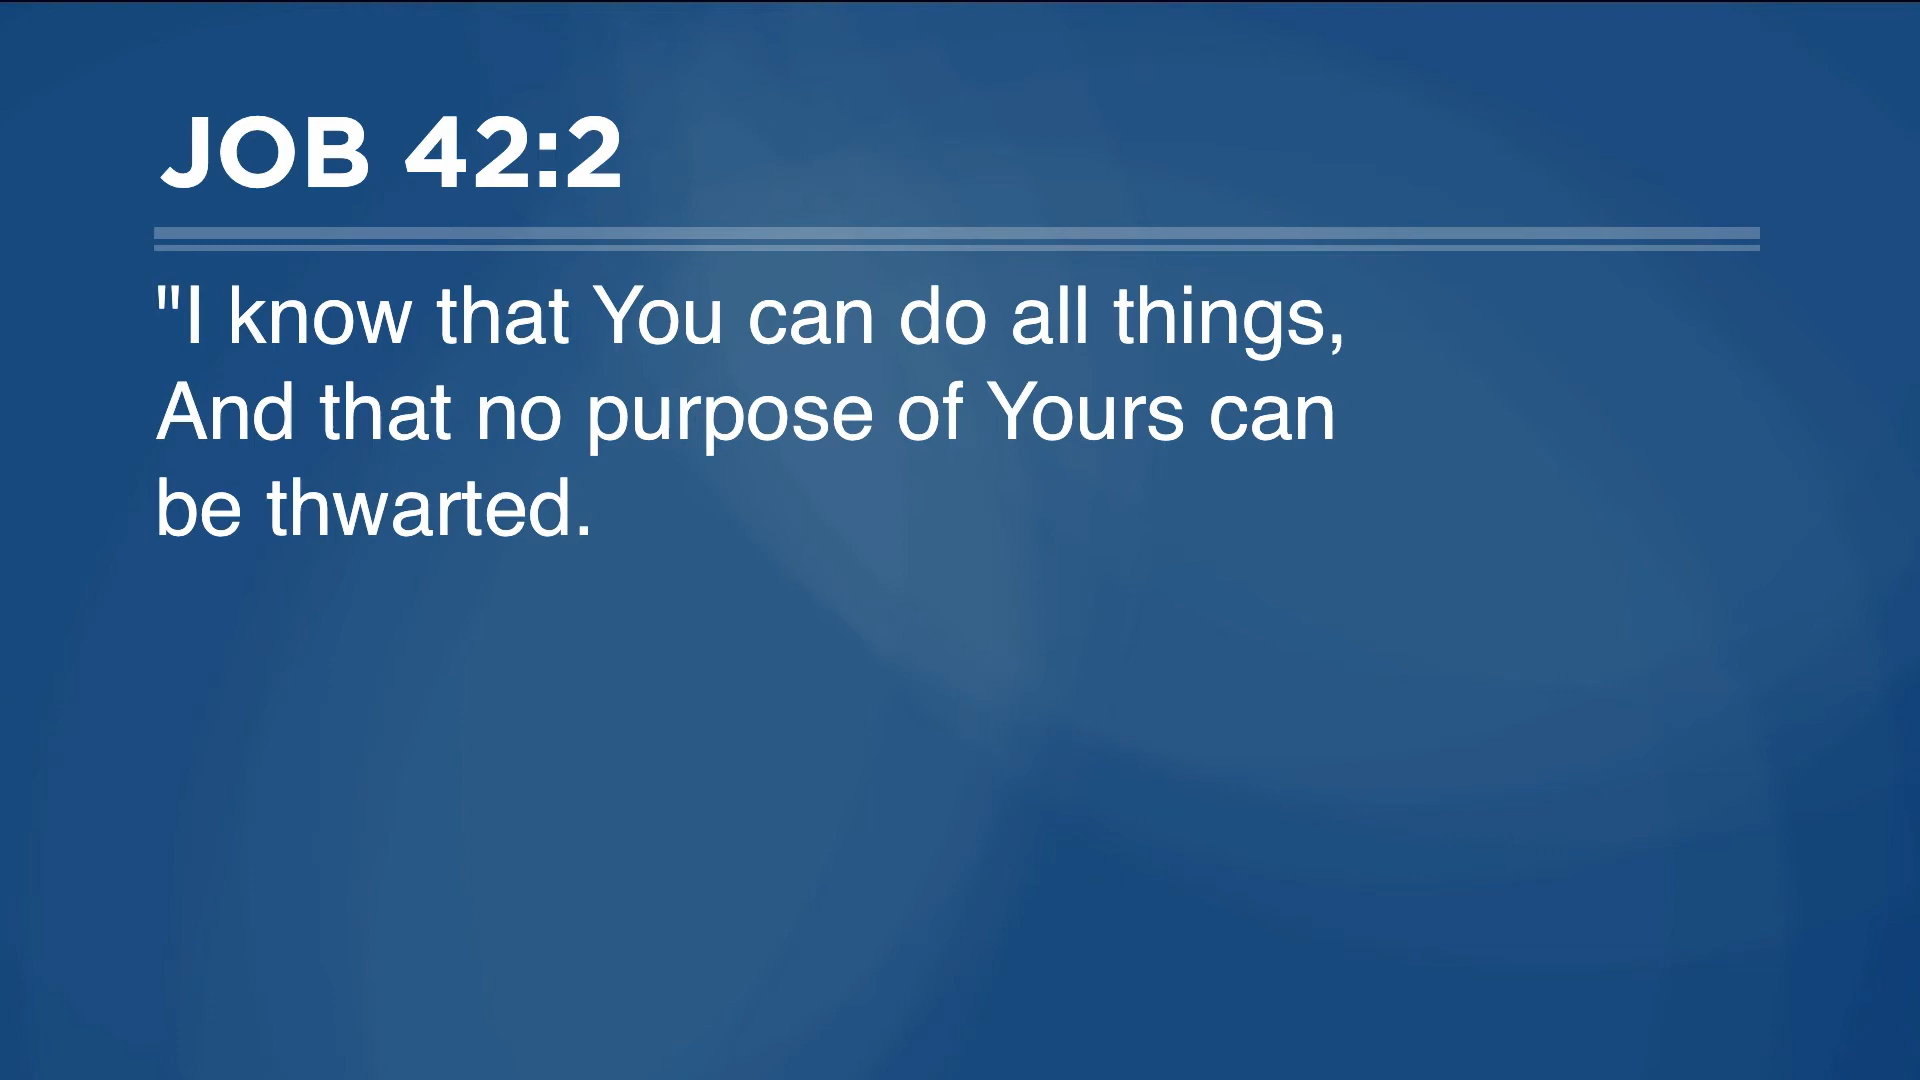 JOB 42:2
"I know that You can do all things,
And that no purpose of Yours can
be thwarted.